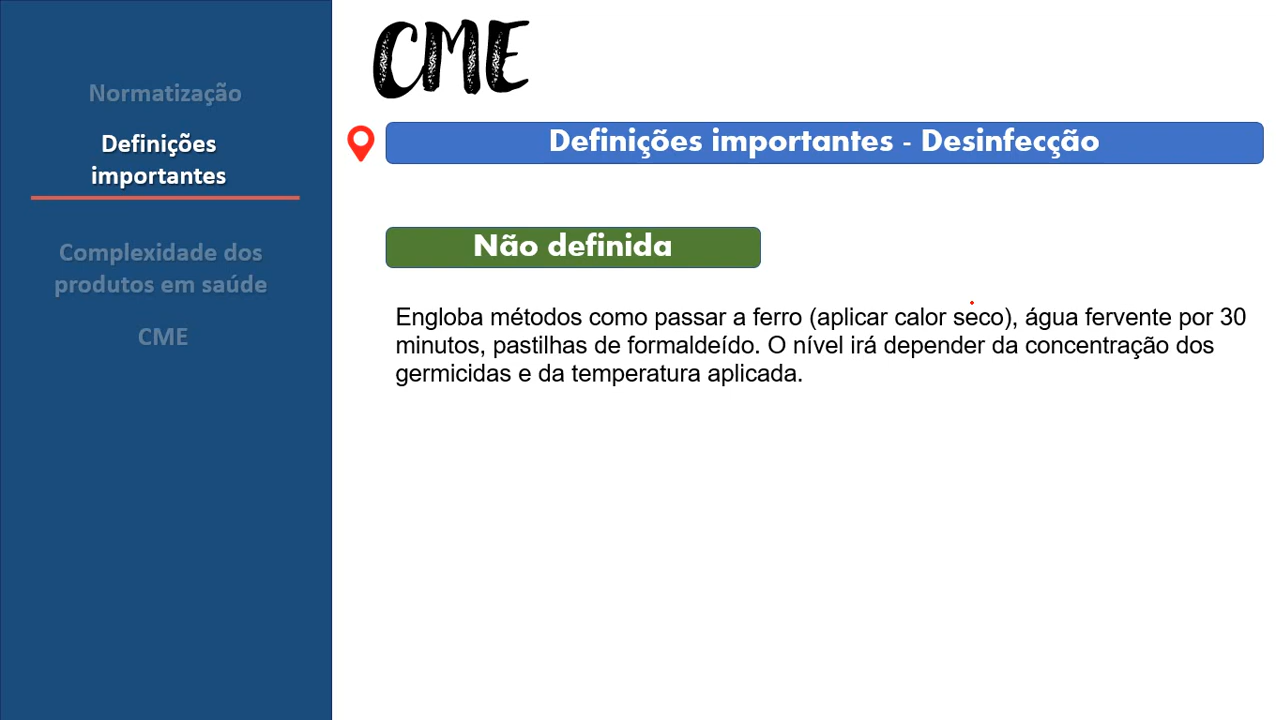 Normatização
Definições
importantes
Complexidade dos
produtos em saúde
CME
CME
Definições importantes - Desinfecção
Não definida
Engloba métodos como passar a ferro (aplicar calor seco), água fervente por 30
minutos, pastilhas de formaldeído. O nível irá depender da concentração dos
germicidas e da temperatura aplicada.